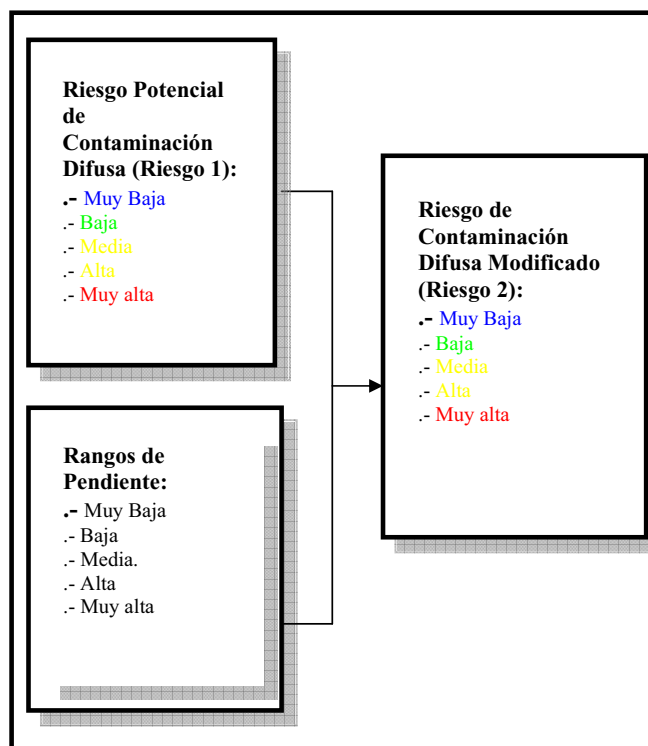 Riesgo Potencial
de
Contaminación
Difusa (Riesgo 1):
.- Muy Baja
.- Baja
.- Media
.- Alta
.- Muy alta
Rangos de
Pendiente:
.- Muy Baja
.- Baja
.- Media.
.- Alta
.- Muy alta
Riesgo de
Contaminación
Difusa Modificado
(Riesgo 2):
.- Muy Baja
.- Baja
.- Media
.- Alta
.- Muy alta